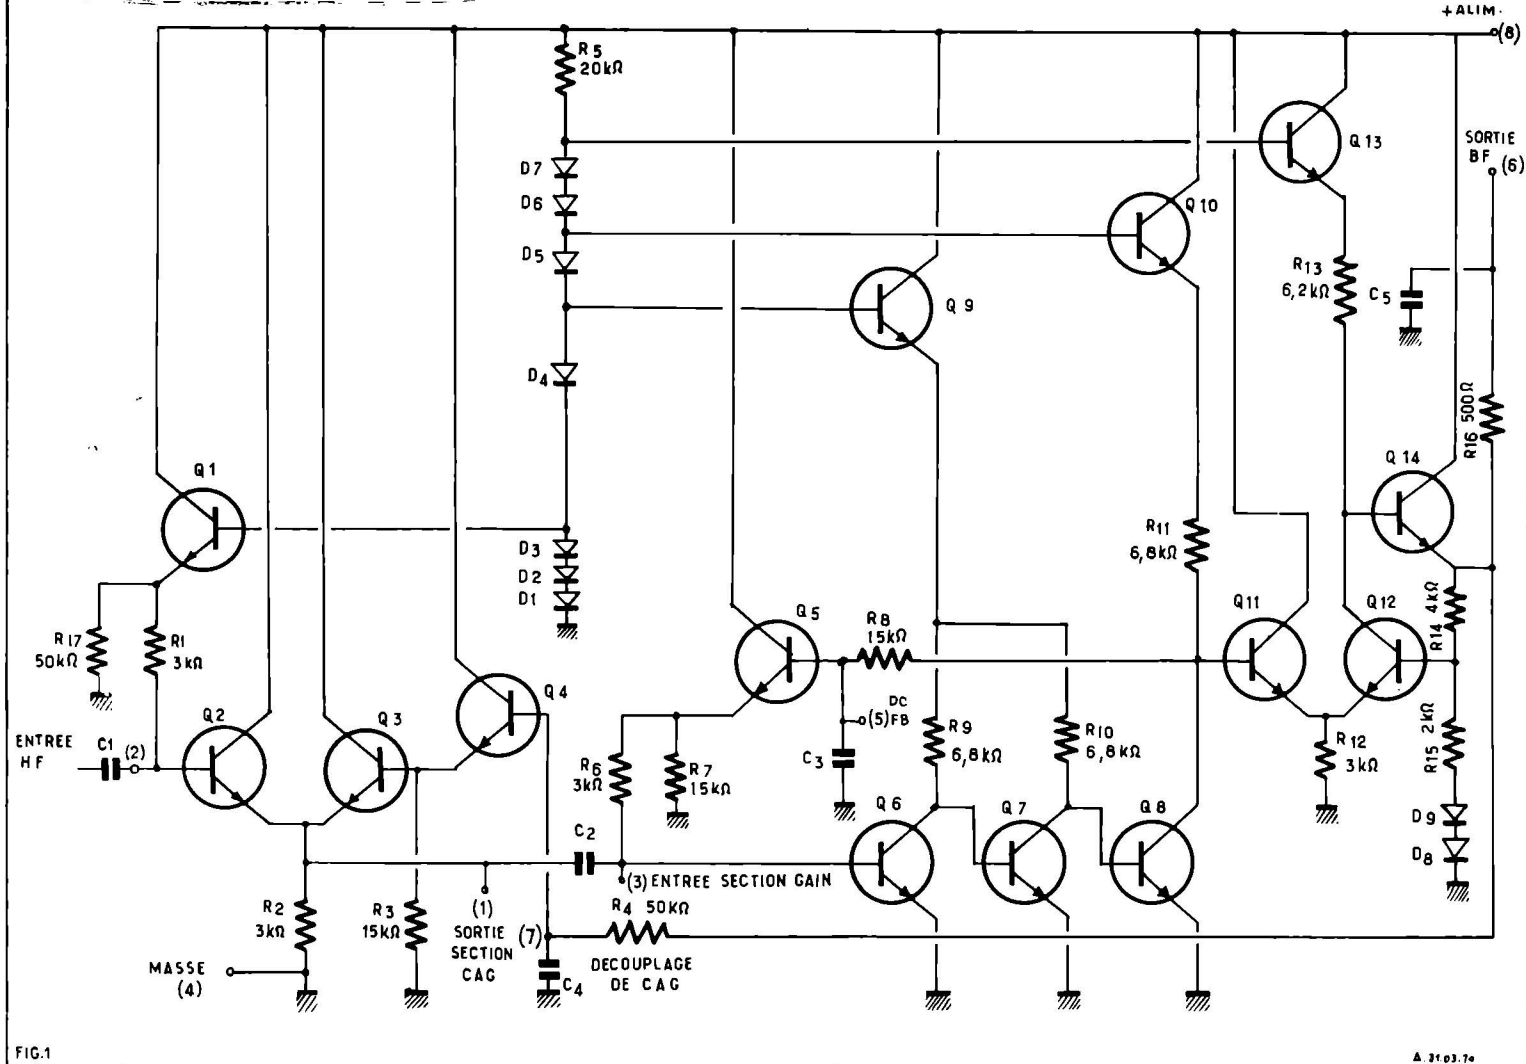 +ALIM.
(8)
R5
20kΩ
D7
D6
D5
D4
D3
D2
D1
Q13
SORTIE
BF (6)
Q10
R13
6,2kΩ
C5
Q9
R16 500Ω
Q1
Q14
R11
6,8kΩ
R17
50kΩ
R1
3kΩ
Q5
R8
15kΩ
Q11
Q12
R14 4kΩ
Q4
DC
(5) FB
Q2
Q3
ENTREE
HF
C1
(2)
R6
3kΩ
R7
15kΩ
C3
R9
6,8kΩ
R10
6,8kΩ
R12
3kΩ
R15 2kΩ
Q6
Q7
Q8
D9
D8
C2
(3) ENTREE SECTION GAIN
R2
3kΩ
R3
15kΩ
(1)
SORTIE
SECTION
CAG
(7)
R4 50kΩ
DECOUPLAGE
DE CAG
C4
MASSE
(4)
FIG.1
A.21.03.74